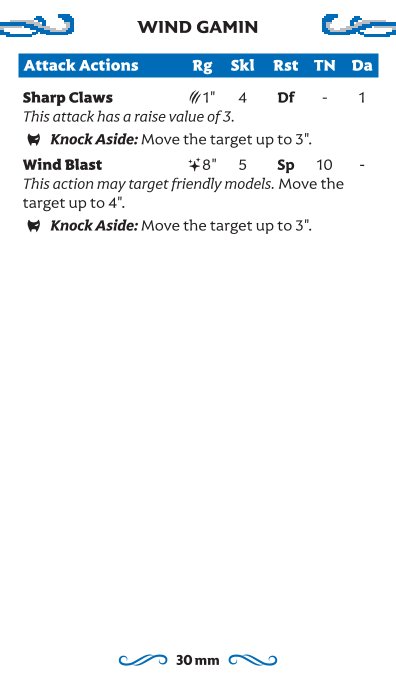 WIND GAMIN
Attack Actions Rg Skl Rst TN Da
Sharp Claws 1" 4 Df - 1
This attack has a raise value of 3.
Knock Aside: Move the target up to 3".
Wind Blast 8" 5 Sp 10 -
This action may target friendly models. Move the
target up to 4".
Knock Aside: Move the target up to 3".
30 mm